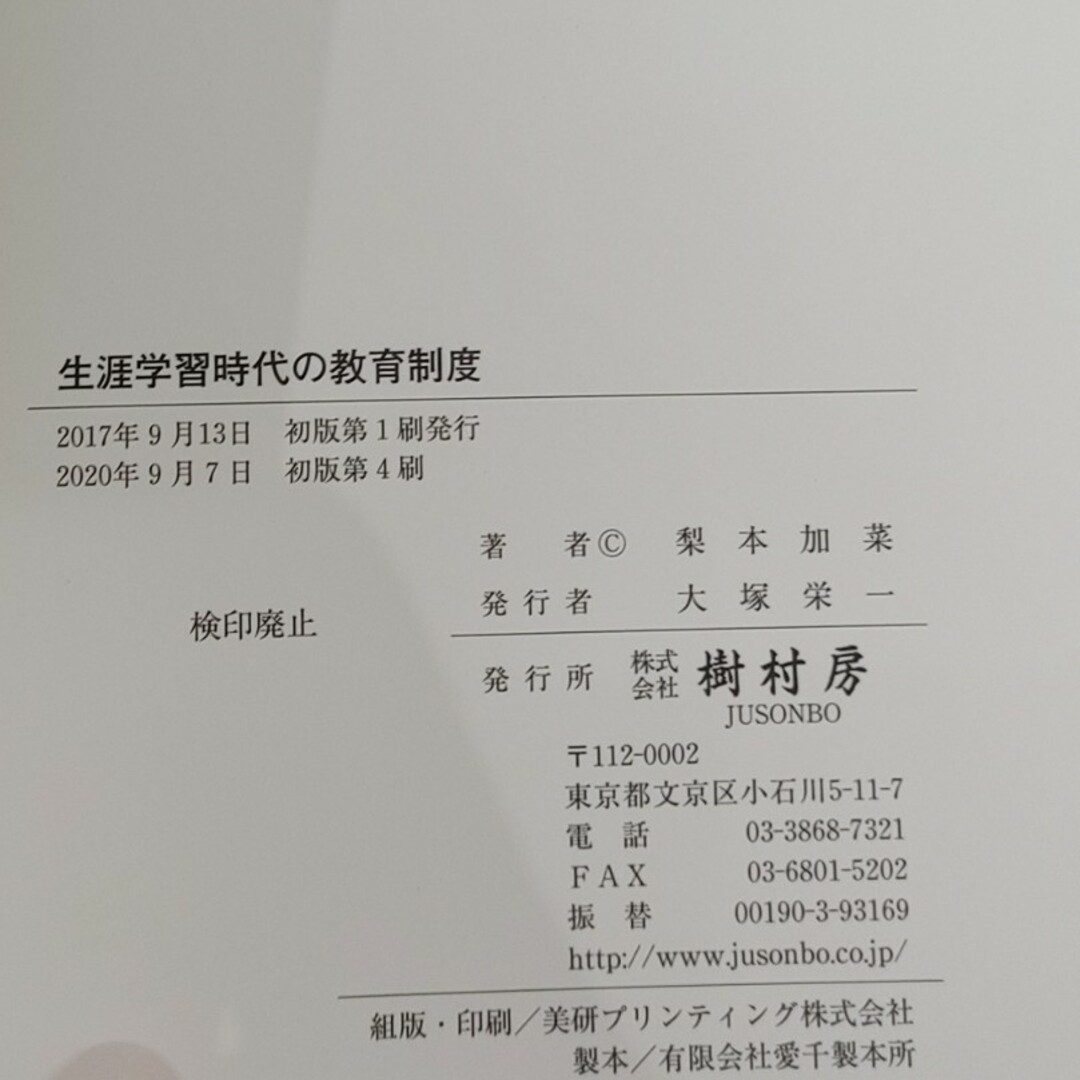 生涯学習時代の教育制度
2017年9月13日　初版第1刷発行
2020年9月7日　初版第4刷
著　者©　梨本加菜
発行者　大塚栄一
検印廃止
発行所　株式会社　樹村房
JUSONBO
〒112-0002
東京都文京区小石川5-11-7
電　話　03-3868-7321
ＦＡＸ　03-6801-5202
振　替　00190-3-93169
http://www.jusonbo.co.jp/
組版・印刷／美研プリンティング株式会社
製本／有限会社愛千製本所